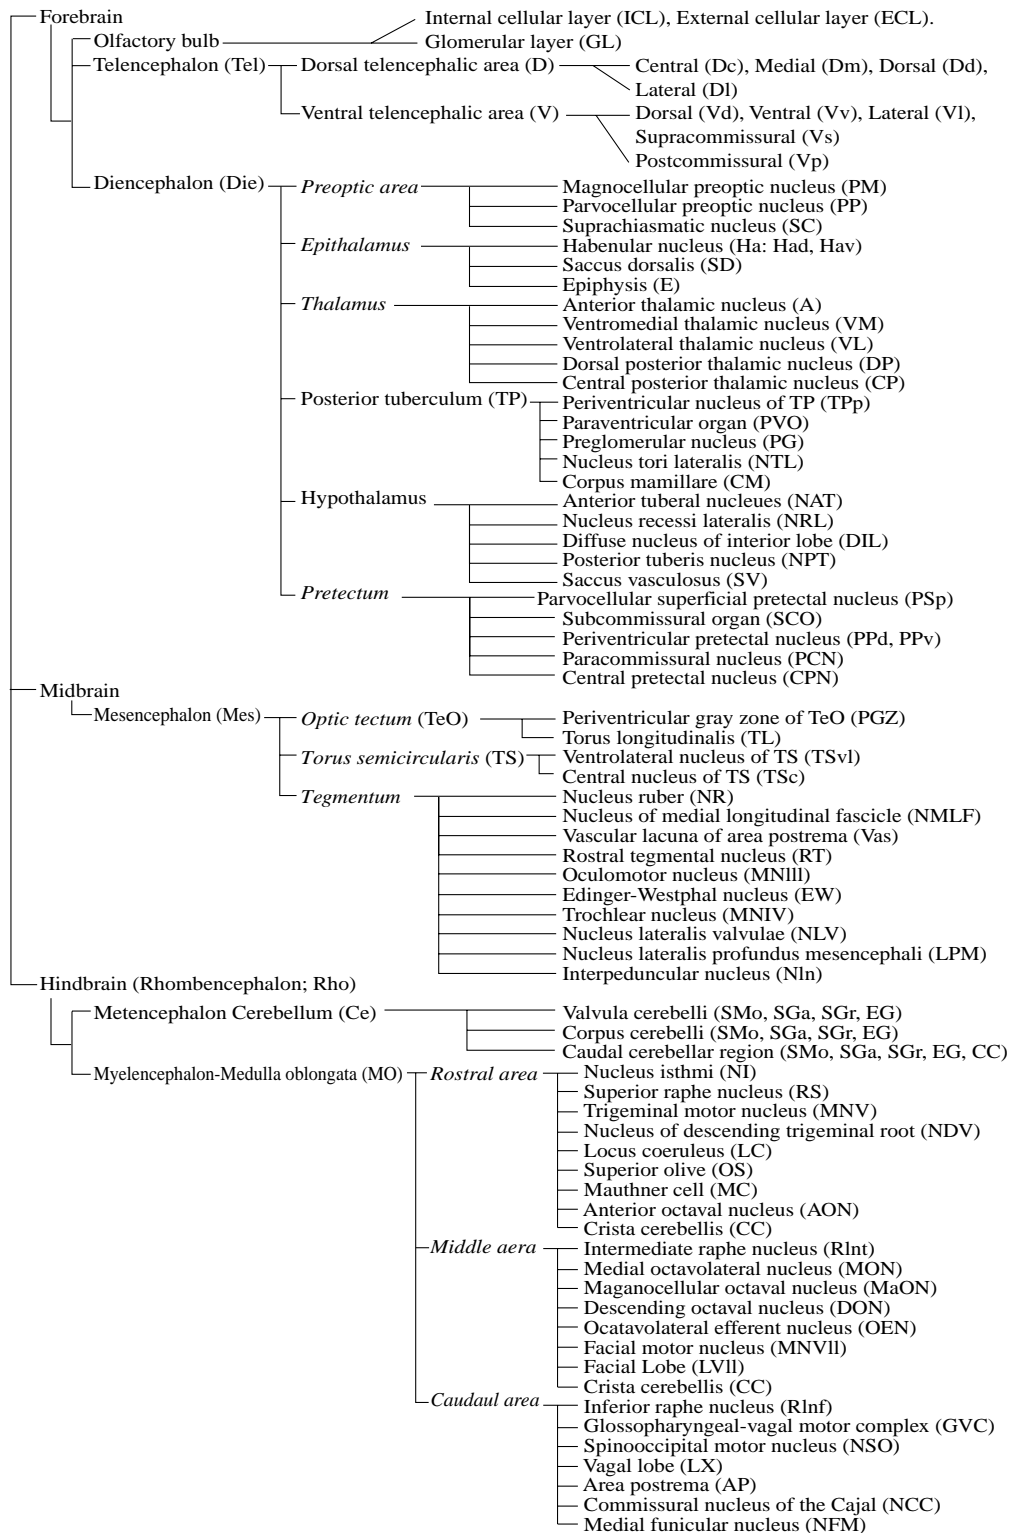 Forebrain
Olfactory bulb
Internal cellular layer (ICL), External cellular layer (ECL).
Glomerular layer (GL)
Telencephalon (Tel)
Dorsal telencephalic area (D)
Central (Dc), Medial (Dm), Dorsal (Dd),
Lateral (Dl)
Ventral telencephalic area (V)
Dorsal (Vd), Ventral (Vv), Lateral (Vl),
Supracommissural (Vs)
Postcommissural (Vp)
Diencephalon (Die)
Preoptic area
Magnocellular preoptic nucleus (PM)
Parvocellular preoptic nucleus (PP)
Suprachiasmatic nucleus (SC)
Epithalamus
Habenular nucleus (Ha: Had, Hav)
Saccus dorsalis (SD)
Epiphysis (E)
Thalamus
Anterior thalamic nucleus (A)
Ventromedial thalamic nucleus (VM)
Ventrolateral thalamic nucleus (VL)
Dorsal posterior thalamic nucleus (DP)
Central posterior thalamic nucleus (CP)
Posterior tuberculum (TP)
Periventricular nucleus of TP (TPp)
Paraventricular organ (PVO)
Preglomerular nucleus (PG)
Nucleus tori lateralis (NTL)
Corpus mamillare (CM)
Hypothalamus
Anterior tuberal nucleues (NAT)
Nucleus recessi lateralis (NRL)
Diffuse nucleus of interior lobe (DIL)
Posterior tuberis nucleus (NPT)
Saccus vasculosus (SV)
Pretectum
Parvocellular superficial pretectal nucleus (PSp)
Subcommissural organ (SCO)
Periventricular pretectal nucleus (PPd, PPv)
Paracommissural nucleus (PCN)
Central pretectal nucleus (CPN)
Midbrain
Mesencephalon (Mes)
Optic tectum (TeO)
Periventricular gray zone of TeO (PGZ)
Torus longitudinalis (TL)
Torus semicircularis (TS)
Ventrolateral nucleus of TS (TSvl)
Central nucleus of TS (TSc)
Tegmentum
Nucleus ruber (NR)
Nucleus of medial longitudinal fascicle (NMLF)
Vascular lacuna of area postrema (Vas)
Rostral tegmental nucleus (RT)
Oculomotor nucleus (MNlll)
Edinger-Westphal nucleus (EW)
Trochlear nucleus (MNIV)
Nucleus lateralis valvulae (NLV)
Nucleus lateralis profundus mesencephali (LPM)
Interpeduncular nucleus (Nln)
Hindbrain (Rhombencephalon; Rho)
Metencephalon Cerebellum (Ce)
Valvula cerebelli (SMo, SGa, SGr, EG)
Corpus cerebelli (SMo, SGa, SGr, EG)
Caudal cerebellar region (SMo, SGa, SGr, EG, CC)
Myelencephalon-Medulla oblongata (MO)
Rostral area
Nucleus isthmi (NI)
Superior raphe nucleus (RS)
Trigeminal motor nucleus (MNV)
Nucleus of descending trigeminal root (NDV)
Locus coeruleus (LC)
Superior olive (OS)
Mauthner cell (MC)
Anterior octaval nucleus (AON)
Crista cerebellis (CC)
Middle aera
Intermediate raphe nucleus (Rlnt)
Medial octavolateral nucleus (MON)
Maganocellular octaval nucleus (MaON)
Descending octaval nucleus (DON)
Ocatavolateral efferent nucleus (OEN)
Facial motor nucleus (MNVll)
Facial Lobe (LVll)
Crista cerebellis (CC)
Caudaul area
Inferior raphe nucleus (Rlnf)
Glossopharyngeal-vagal motor complex (GVC)
Spinooccipital motor nucleus (NSO)
Vagal lobe (LX)
Area postrema (AP)
Commissural nucleus of the Cajal (NCC)
Medial funicular nucleus (NFM)